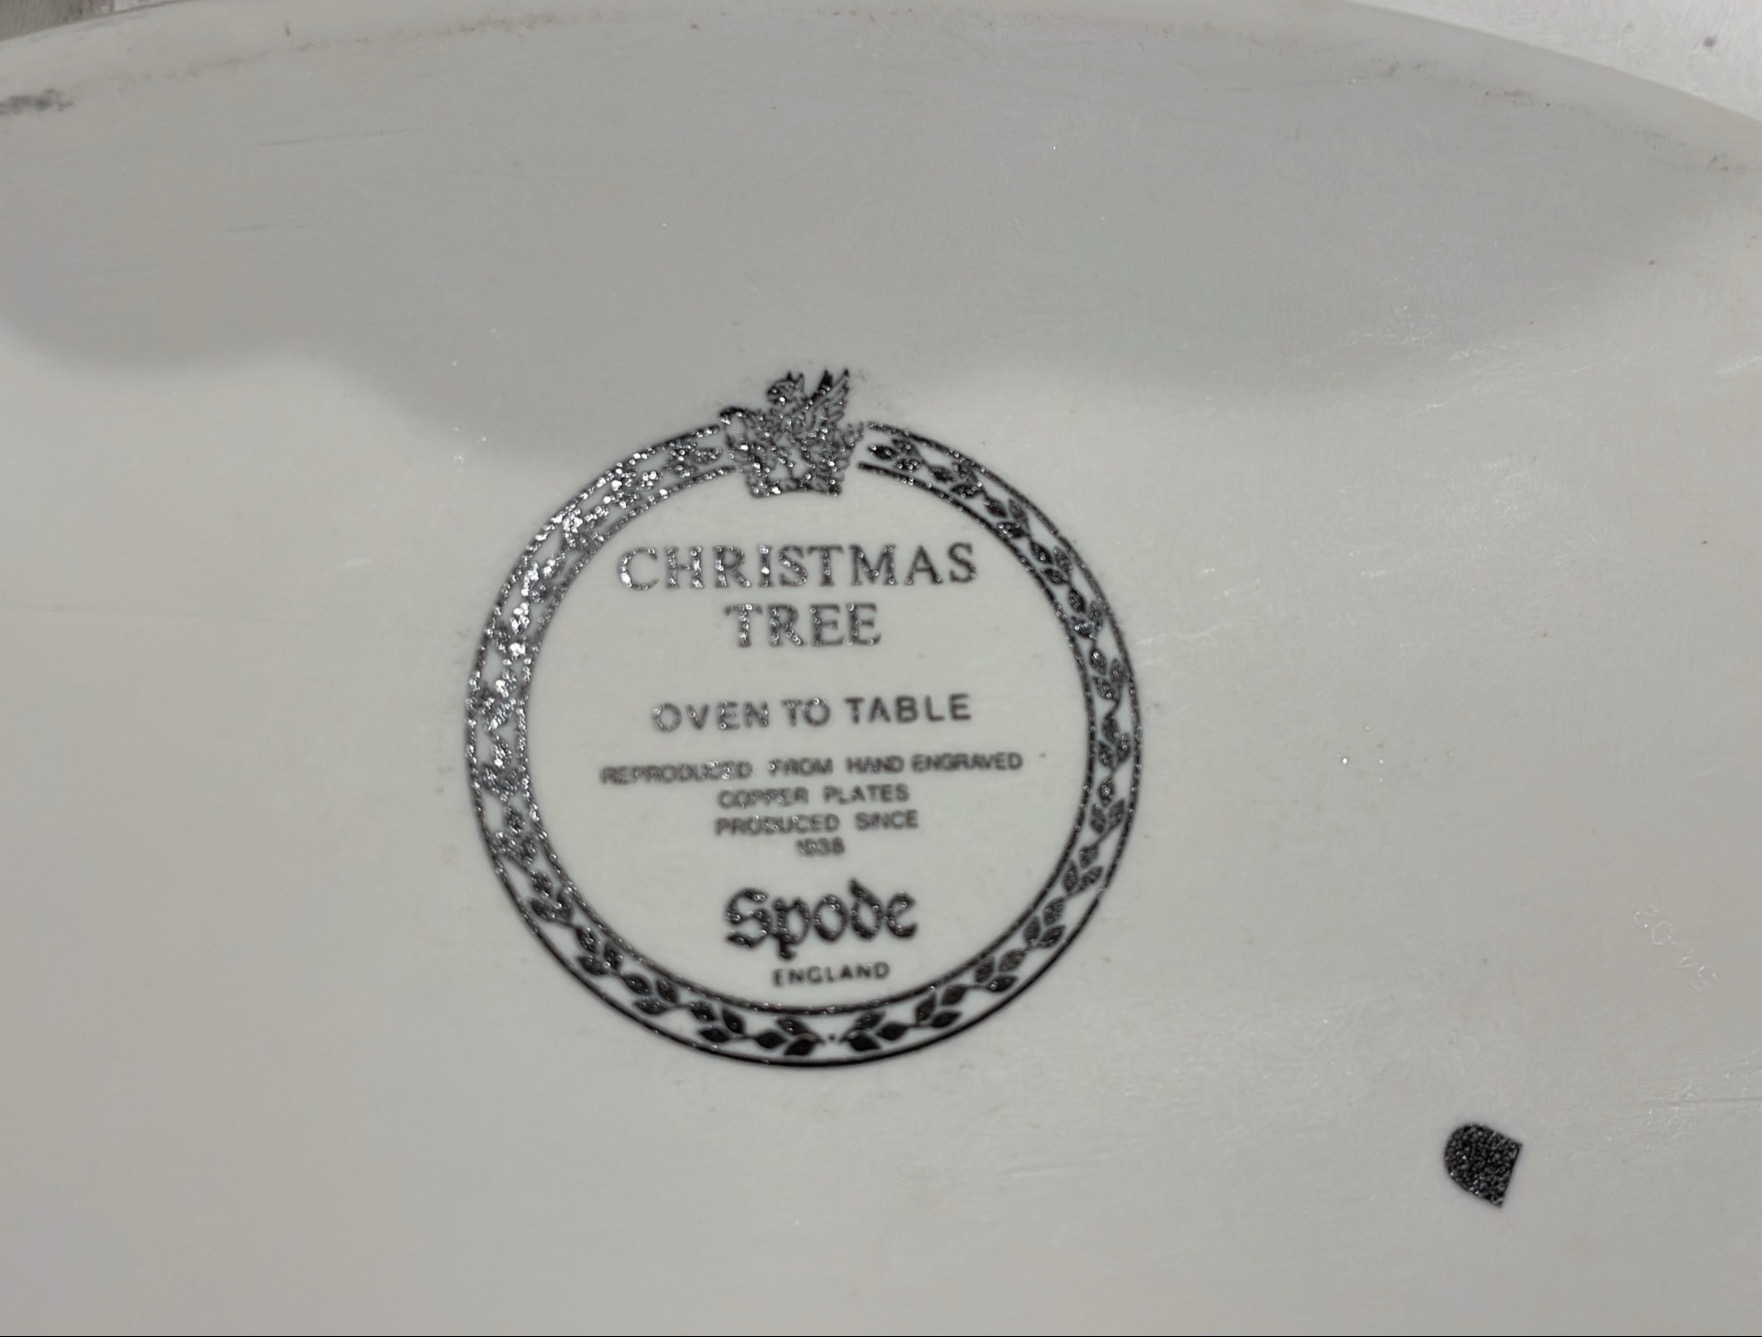 CHRISTMAS
TREE
OVEN TO TABLE
REPRODUCED FROM HAND ENGRAVED
COPPER PLATES
PRODUCED SINCE
1938
Spode
ENGLAND